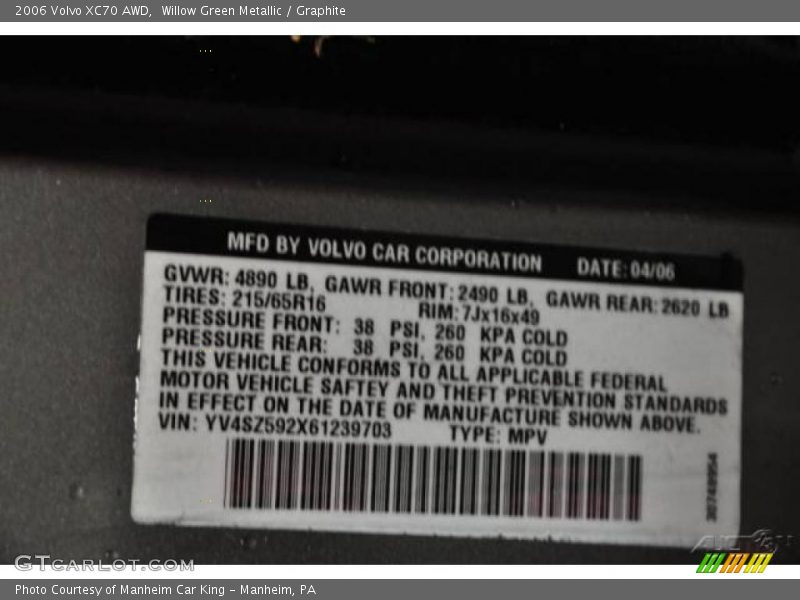 2006 Volvo XC70 AWD,  Willow Green Metallic / Graphite
MFD BY VOLVO CAR CORPORATION DATE: 04/06
GVWR: 4890 LB, GAWR FRONT: 2490 LB, GAWR REAR: 2620 LB
TIRES: 215/65R16 RIM: 7Jx16x49
PRESSURE FRONT: 38 PSI, 260 KPA COLD
PRESSURE REAR: 38 PSI, 260 KPA COLD
THIS VEHICLE CONFORMS TO ALL APPLICABLE FEDERAL
MOTOR VEHICLE SAFTEY AND THEFT PREVENTION STANDARDS
IN EFFECT ON THE DATE OF MANUFACTURE SHOWN ABOVE.
VIN: YV4SZ592X61239703 TYPE: MPV
GTcarlot.com
Photo Courtesy of Manheim Car King - Manheim, PA